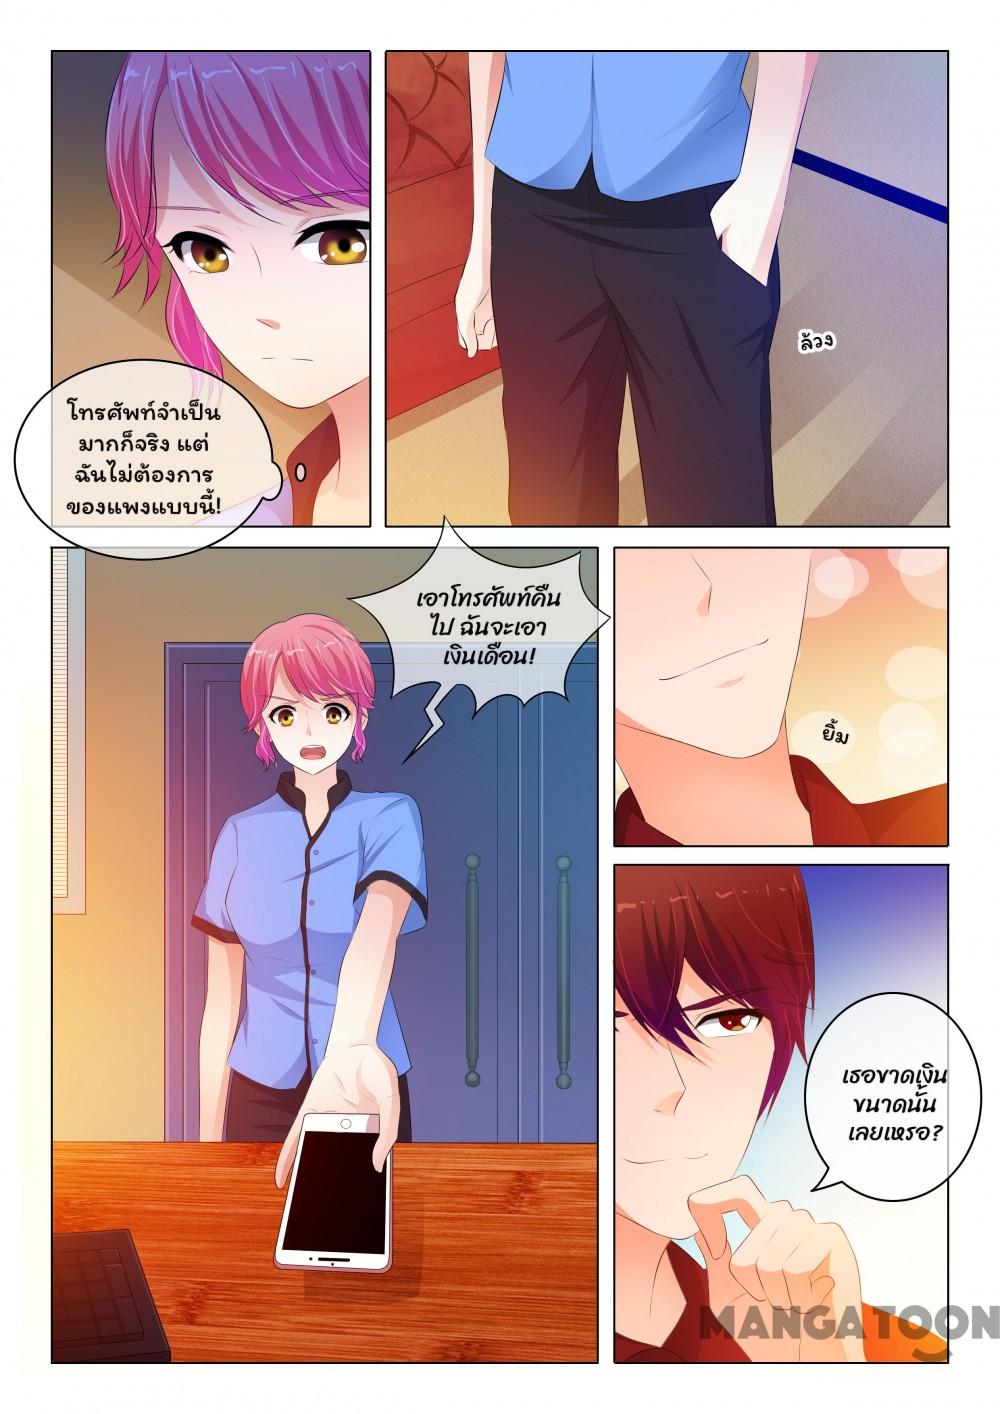 ล้วง
โทรศัพท์จำเป็น
มากก็จริง แต่
ฉันไม่ต้องการ
ของแพงแบบนี้!
เอาโทรศัพท์คืน
ไป ฉันจะเอา
เงินเดือน!
ยิ้ม
เธอขาดเงิน
ขนาดนั้น
เลยเหรอ?
MANGATOON